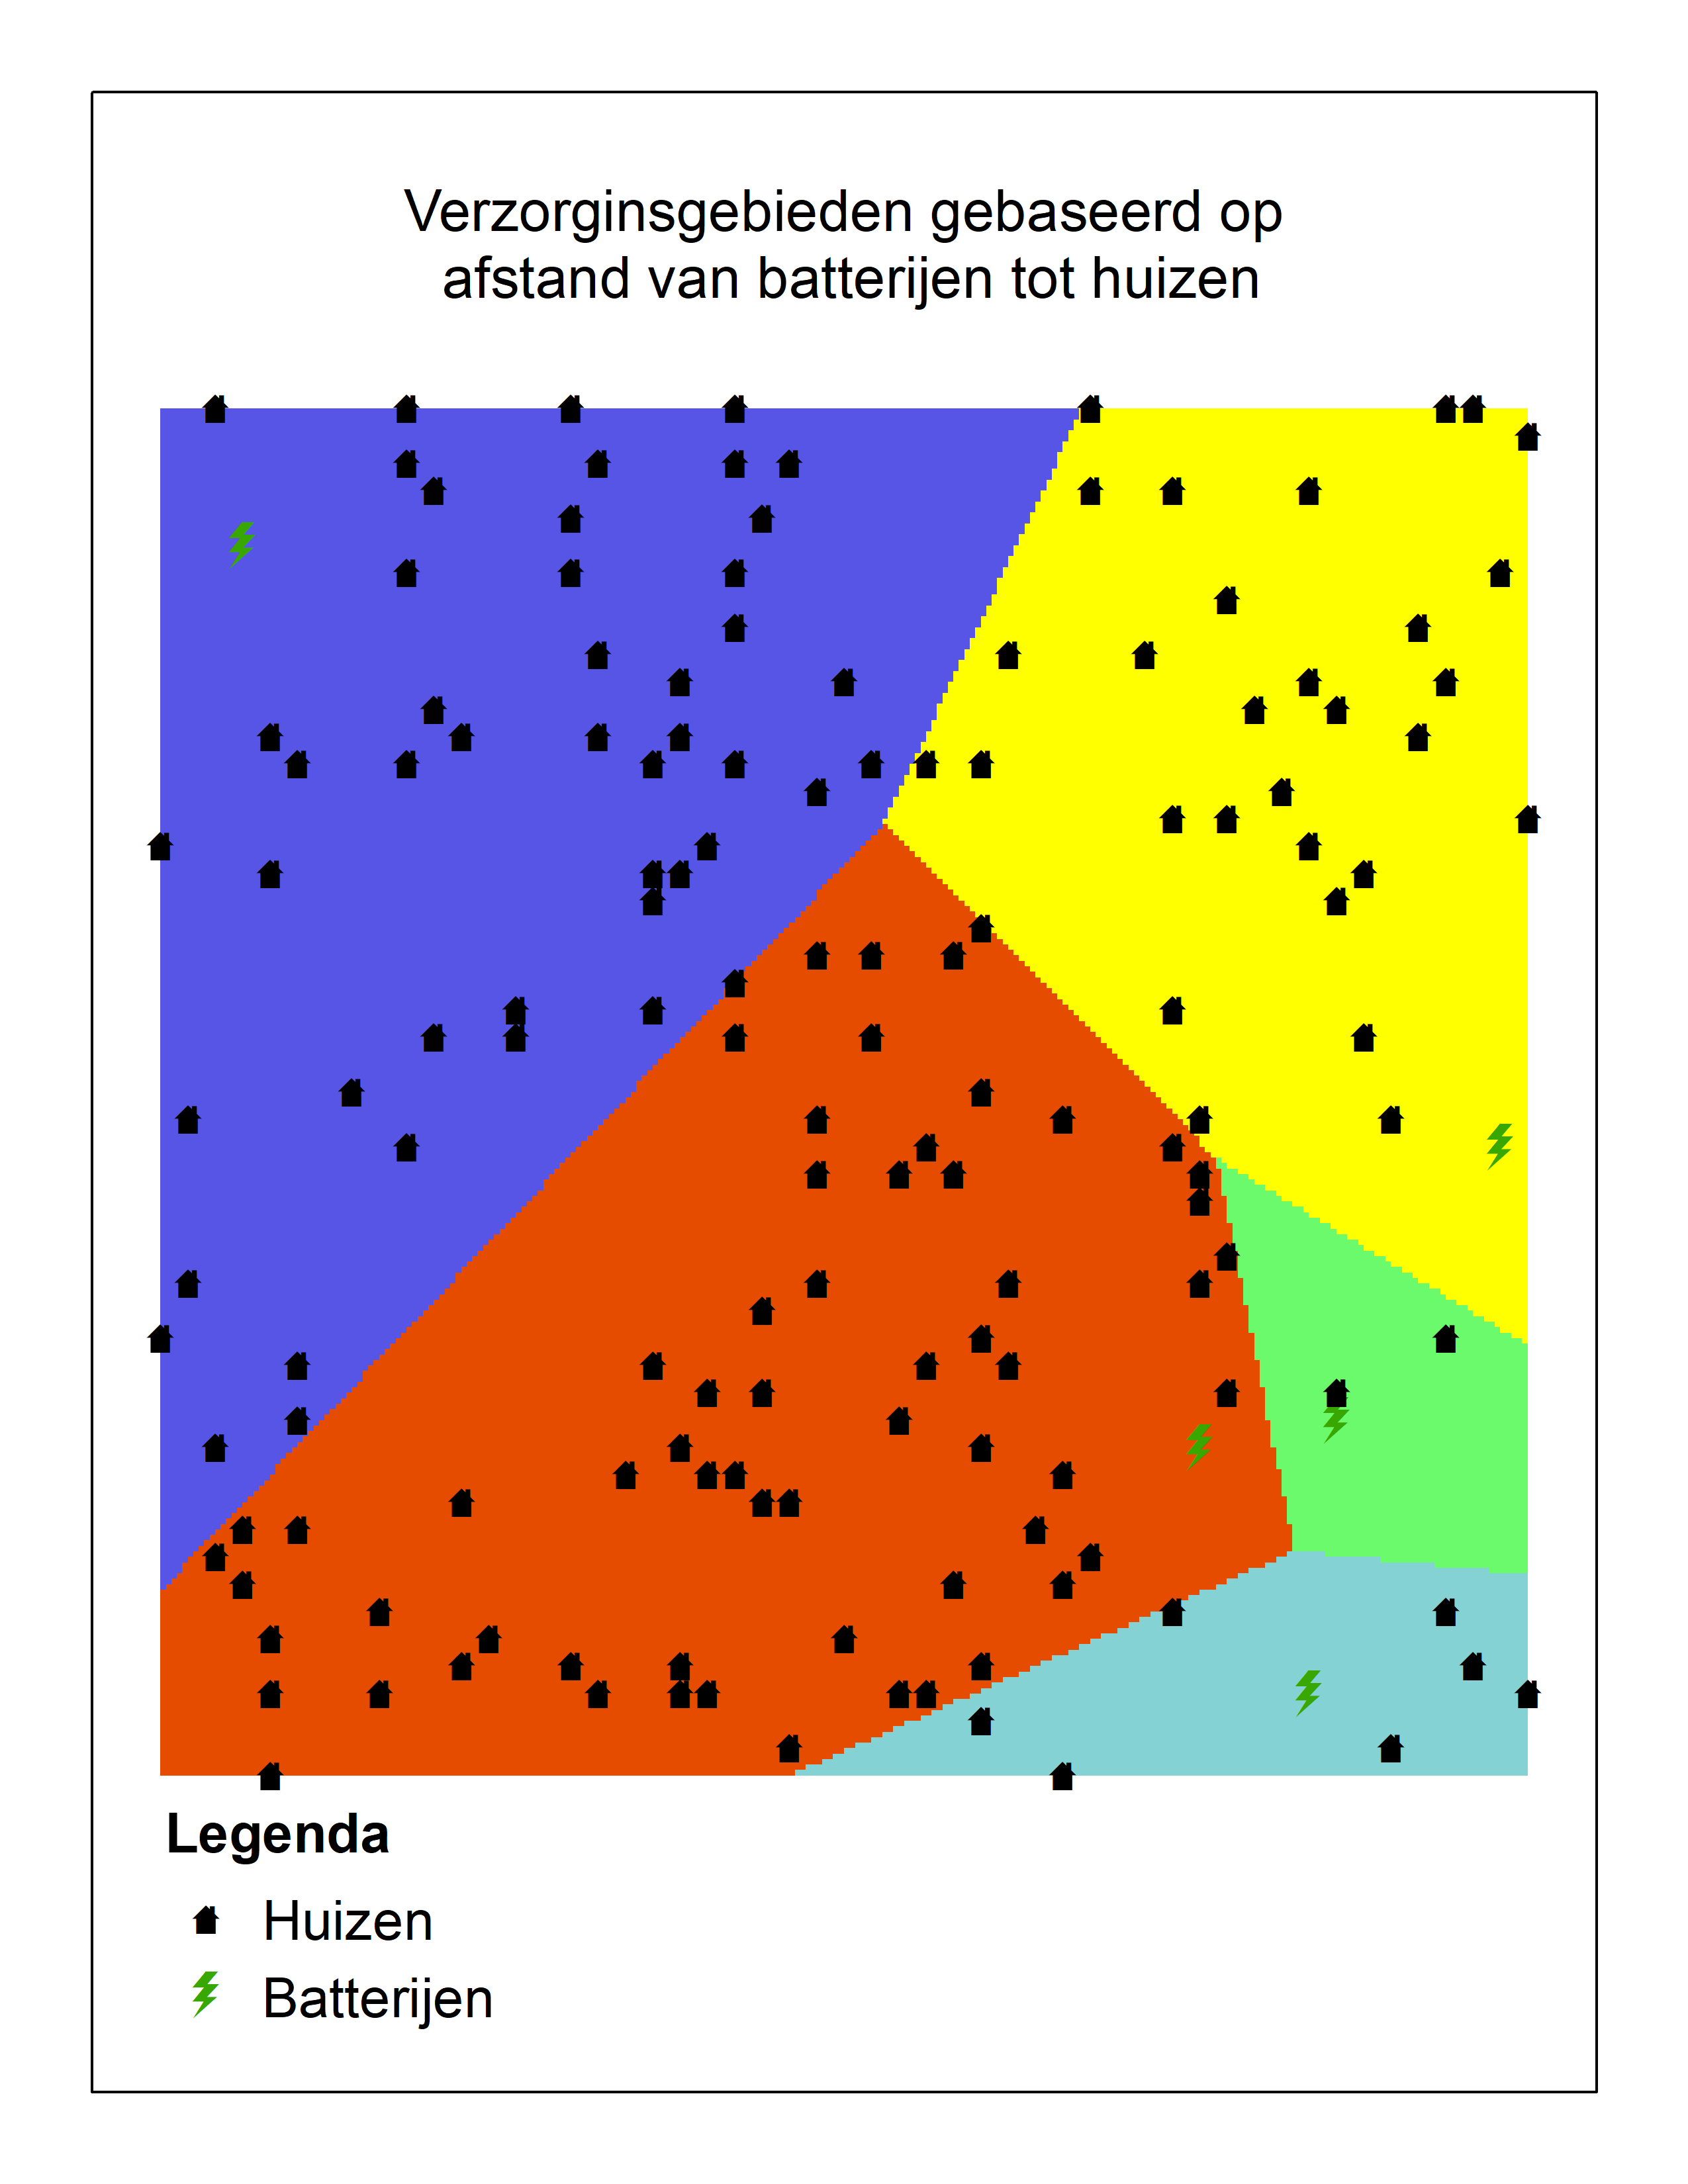 Verzorginsgebieden gebaseerd op
afstand van batterijen tot huizen
Legenda
Huizen
Batterijen